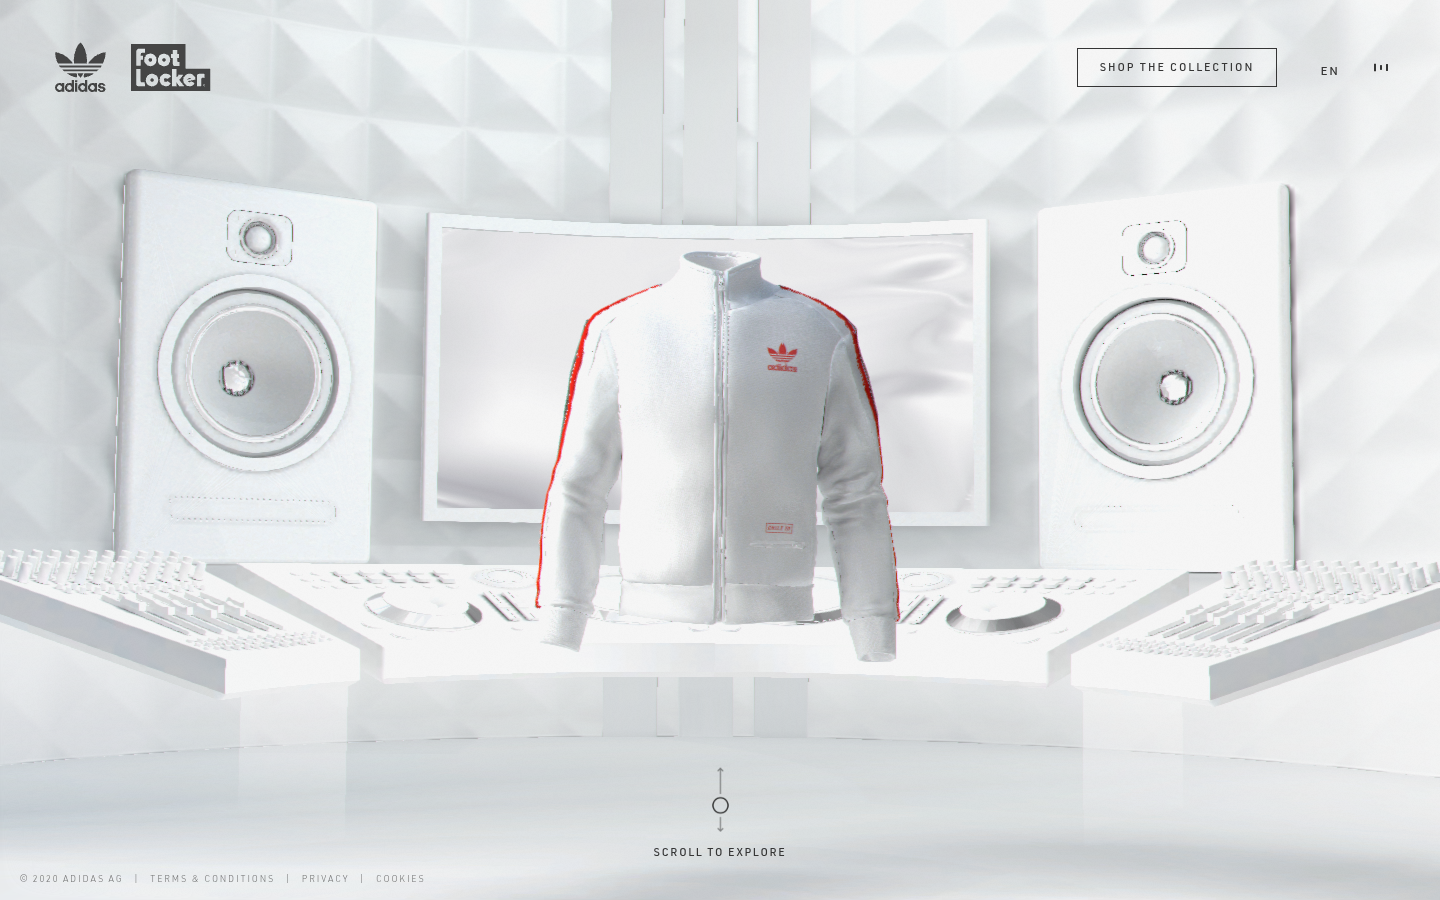 adidas
Foot Locker
SHOP THE COLLECTION
EN
adidas
SCROLL TO EXPLORE
© 2020 ADIDAS AG | TERMS & CONDITIONS | PRIVACY | COOKIES